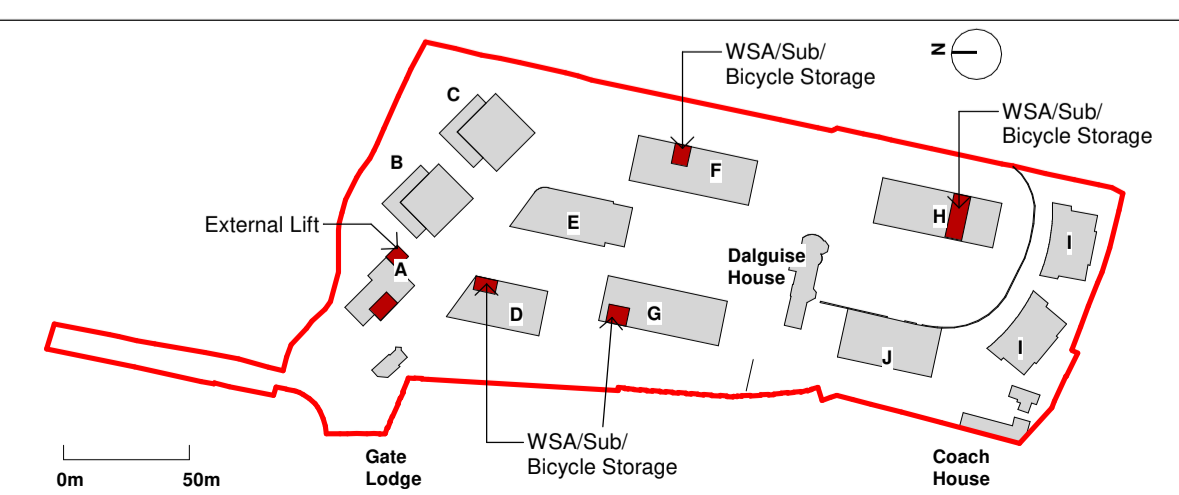 WSA/Sub/
Bicycle Storage
N
C
WSA/Sub/
Bicycle Storage
B
F
External Lift
E
H
A
Dalguise
House
I
D
G
J
I
WSA/Sub/
Bicycle Storage
Gate
Lodge
Coach
House
0m
50m